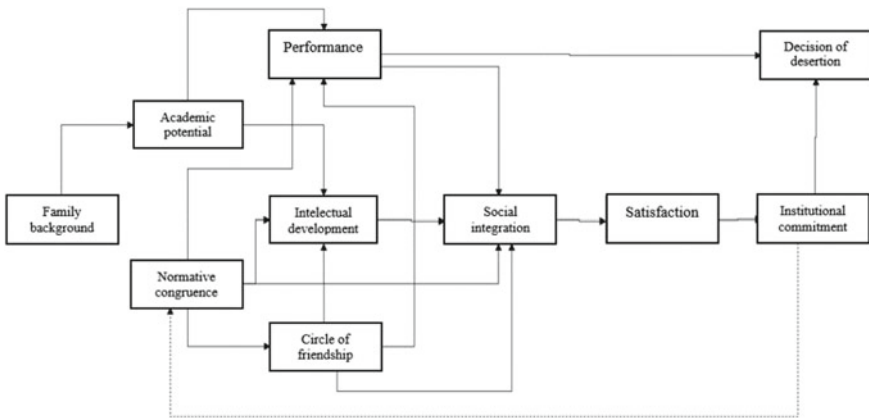 Performance
Decision of
desertion
Academic
potential
Family
background
Intelectual
development
Social
integration
Satisfaction
Institutional
commitment
Normative
congruence
Circle of
friendship